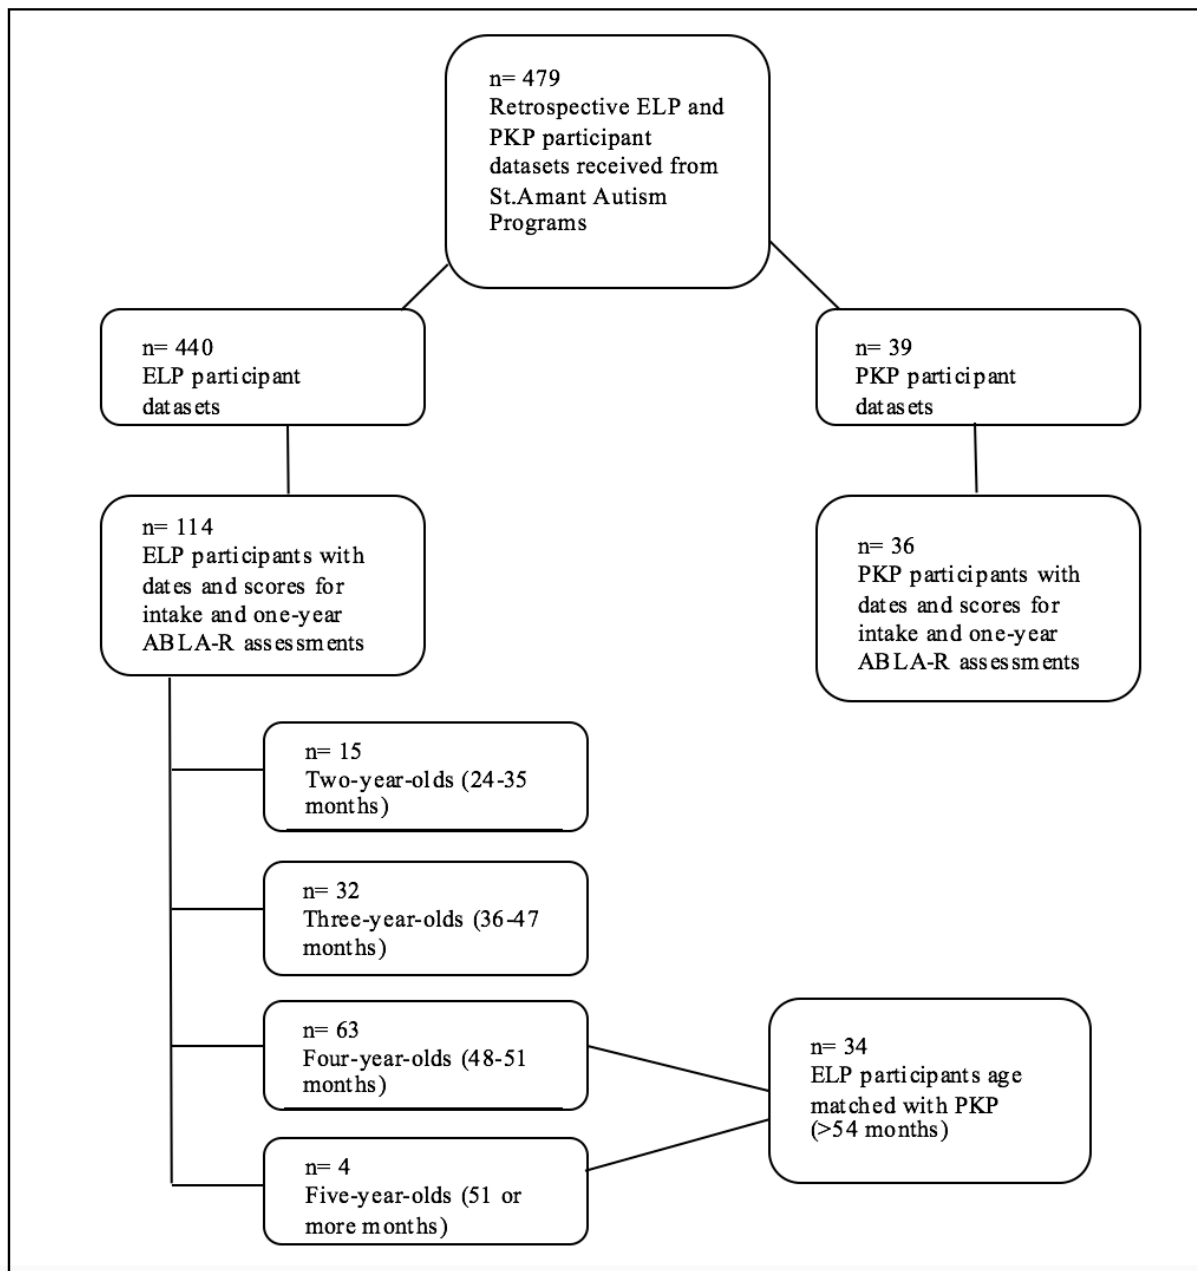 n= 479
Retrospective ELP and
PKP participant
datasets received from
St.Amant Autism
Programs
n= 440
ELP participant
datasets
n= 39
PKP participant
datasets
n= 114
ELP participants with
dates and scores for
intake and one-year
ABLA-R assessments
n= 36
PKP participants with
dates and scores for
intake and one-year
ABLA-R assessments
n= 15
Two-year-olds (24-35
months)
n= 32
Three-year-olds (36-47
months)
n= 63
Four-year-olds (48-51
months)
n= 34
ELP participants age
matched with PKP
(>54 months)
n= 4
Five-year-olds (51 or
more months)